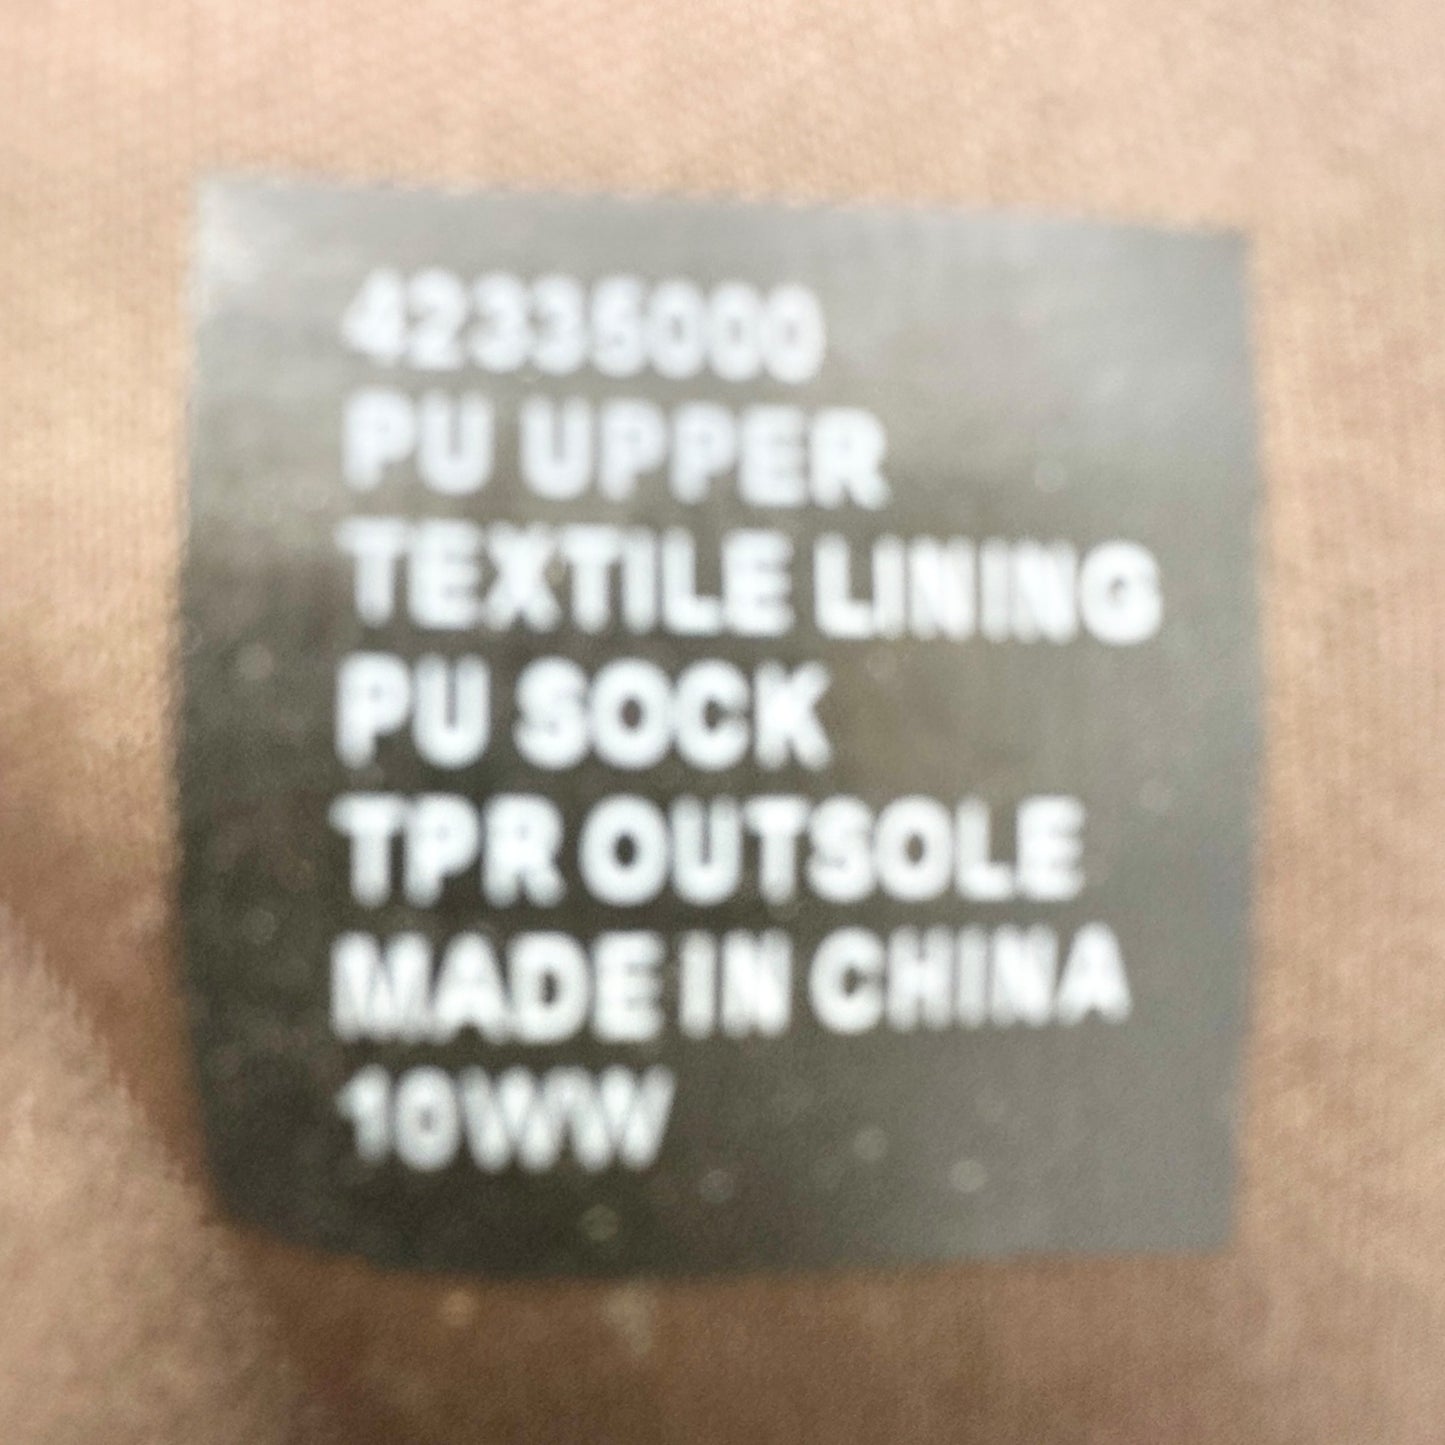 42335000
PU UPPER
TEXTILE LINING
PU SOCK
TPR OUTSOLE
MADE IN CHINA
10WW